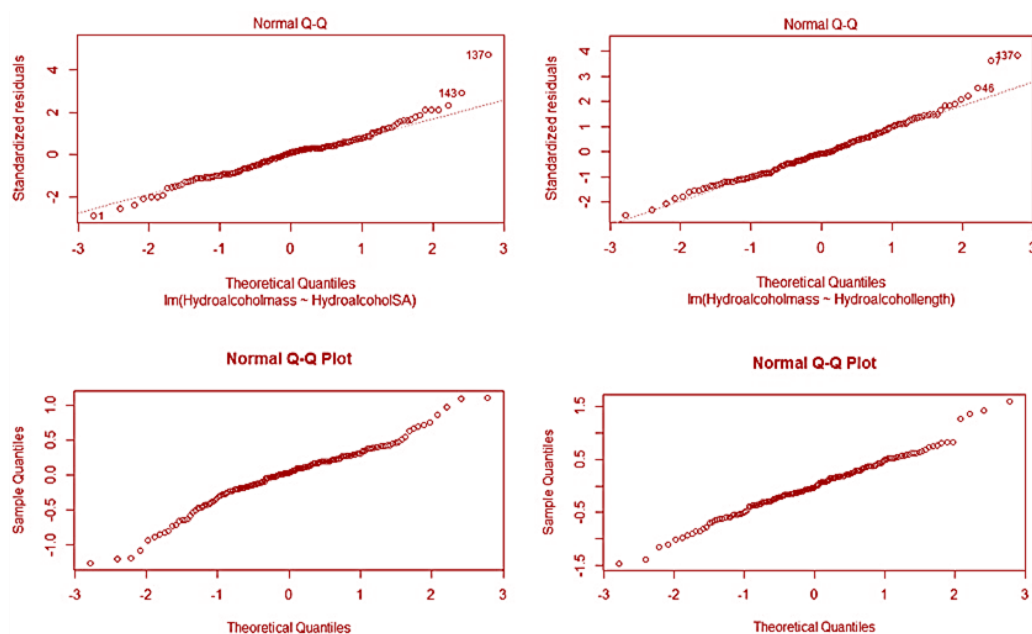 Normal Q-Q
Standardized residuals
4
2
0
-2
137
143
1
-3 -2 -1 0 1 2 3
Theoretical Quantiles
lm(Hydroalcoholmass ~ HydroalcoholSA)
Normal Q-Q
Standardized residuals
4
3
2
1
0
-1
-2
137
7
46
-3 -2 -1 0 1 2 3
Theoretical Quantiles
lm(Hydroalcoholmass ~ Hydroalcohollength)
Normal Q-Q Plot
Sample Quantiles
1.0
0.5
0.0
-0.5
-1.0
-3 -2 -1 0 1 2 3
Theoretical Quantiles
Normal Q-Q Plot
Sample Quantiles
1.5
0.5
-0.5
-1.5
-3 -2 -1 0 1 2 3
Theoretical Quantiles